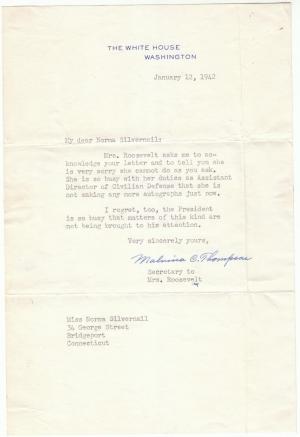 THE WHITE HOUSE
WASHINGTON
January 12, 1942
My dear Norma Silvernail:
Mrs. Roosevelt asks me to ac-
knowledge your letter and to tell you she
is very sorry she cannot do as you ask.
She is so busy with her duties as Assistant
Director of Civilian Defense that she is
not making any more autographs just now.
I regret, too, the President
is so busy that matters of this kind are
not being brought to his attention.
Very sincerely yours,
Malvina C. Thompson
Secretary to
Mrs. Roosevelt
Miss Norma Silvernail
34 George Street
Bridgeport
Connecticut